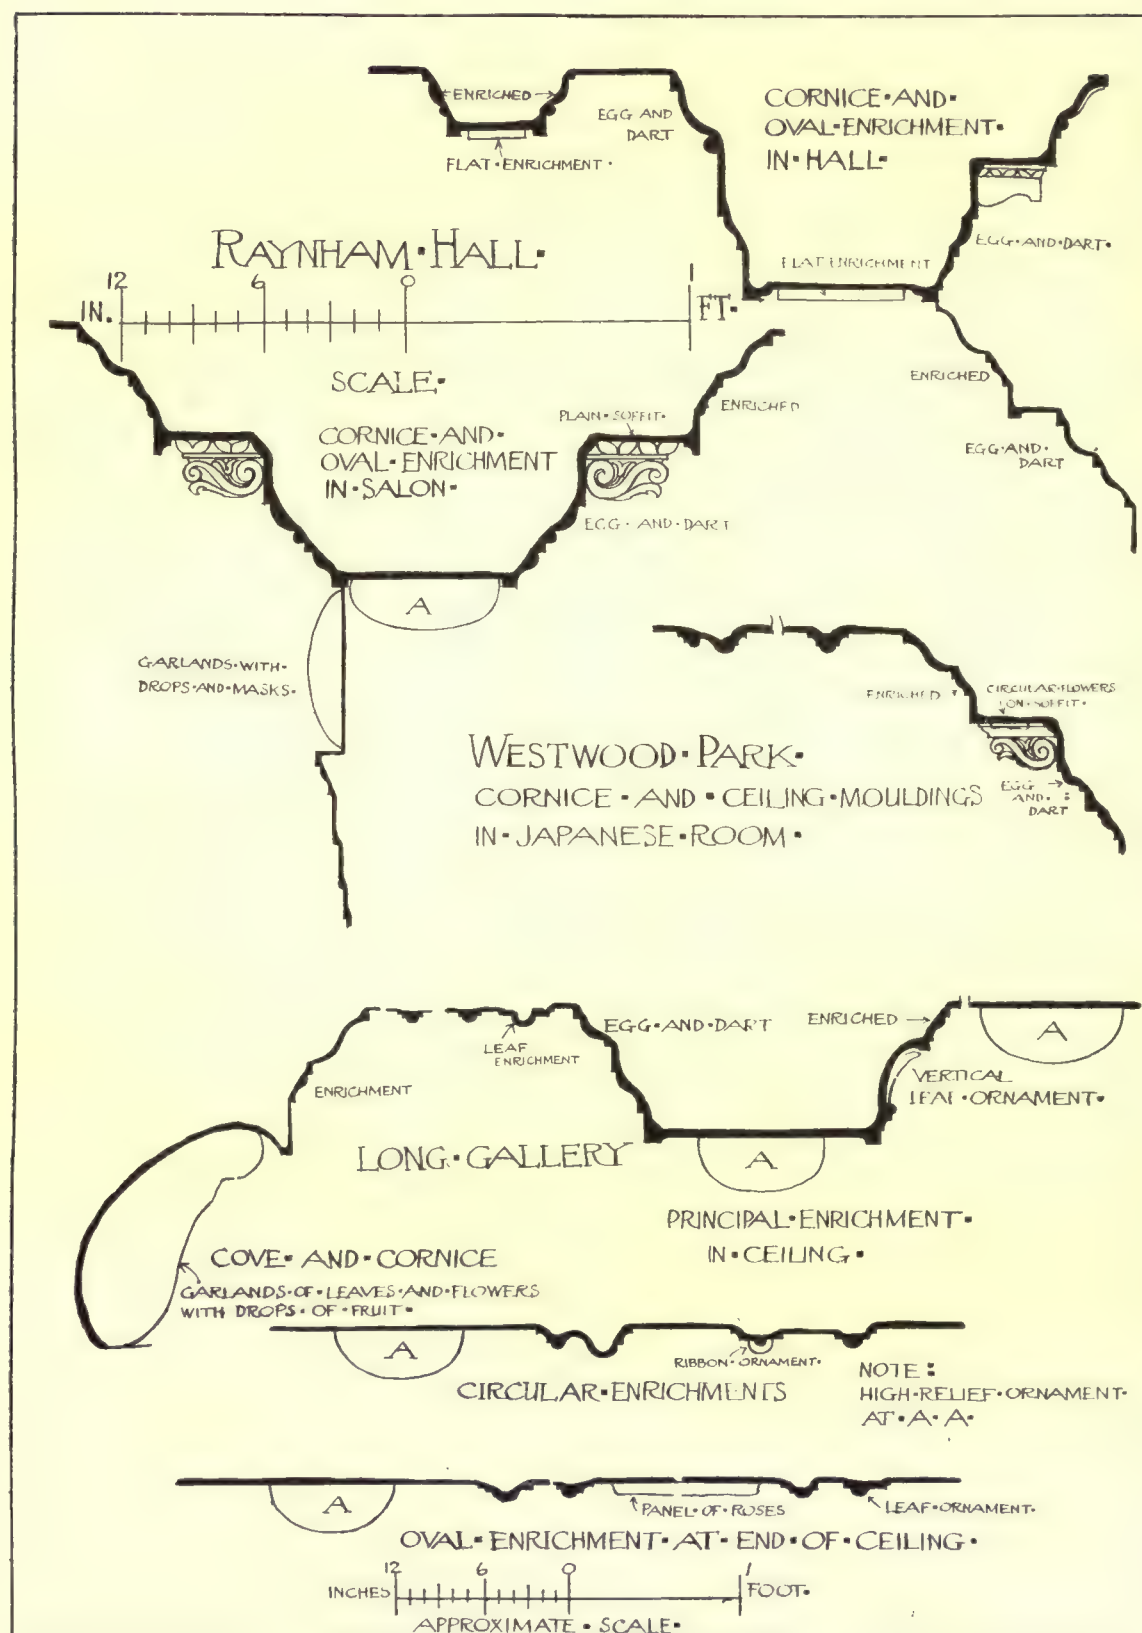 ENRICHED
FLAT·ENRICHMENT·
EGG AND
DART
CORNICE·AND·
OVAL·ENRICHMENT·
IN·HALL·
EGG·AND·DART·
FLAT ENRICHMENT
RAYNHAM·HALL·
IN. 12 6 0 1 FT·
SCALE·
ENRICHED
EGG·AND·
DART
CORNICE·AND·
OVAL·ENRICHMENT
IN·SALON·
PLAIN·SOFFIT·
ENRICHED
EGG·AND·DART
A
GARLANDS·WITH·
DROPS·AND·MASKS·
ENRICHED
CIRCULAR·FLOWERS
ON·SOFFIT·
EGG
AND·
DART
WESTWOOD·PARK·
CORNICE·AND·CEILING·MOULDINGS
IN·JAPANESE·ROOM·
ENRICHMENT
LEAF
ENRICHMENT
EGG·AND·DART
ENRICHED
A
VERTICAL
LEAF·ORNAMENT·
LONG·GALLERY
A
PRINCIPAL·ENRICHMENT·
IN·CEILING·
COVE·AND·CORNICE
GARLANDS·OF·LEAVES·AND·FLOWERS
WITH DROPS·OF·FRUIT·
A
RIBBON·ORNAMENT·
CIRCULAR·ENRICHMENTS
NOTE:
HIGH·RELIEF·ORNAMENT·
AT·A·A·
A
PANEL·OF·ROSES
LEAF·ORNAMENT·
OVAL·ENRICHMENT·AT·END·OF·CEILING·
INCHES 12 6 0 1 FOOT·
APPROXIMATE·SCALE·